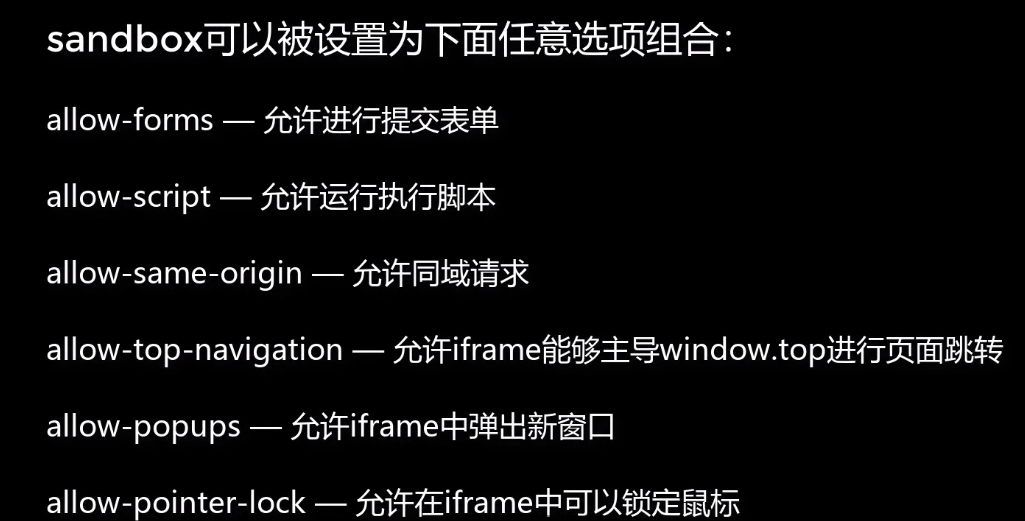 sandbox可以被设置为下面任意选项组合：
allow-forms — 允许进行提交表单
allow-script — 允许运行执行脚本
allow-same-origin — 允许同域请求
allow-top-navigation — 允许iframe能够主导window.top进行页面跳转
allow-popups — 允许iframe中弹出新窗口
allow-pointer-lock — 允许在iframe中可以锁定鼠标